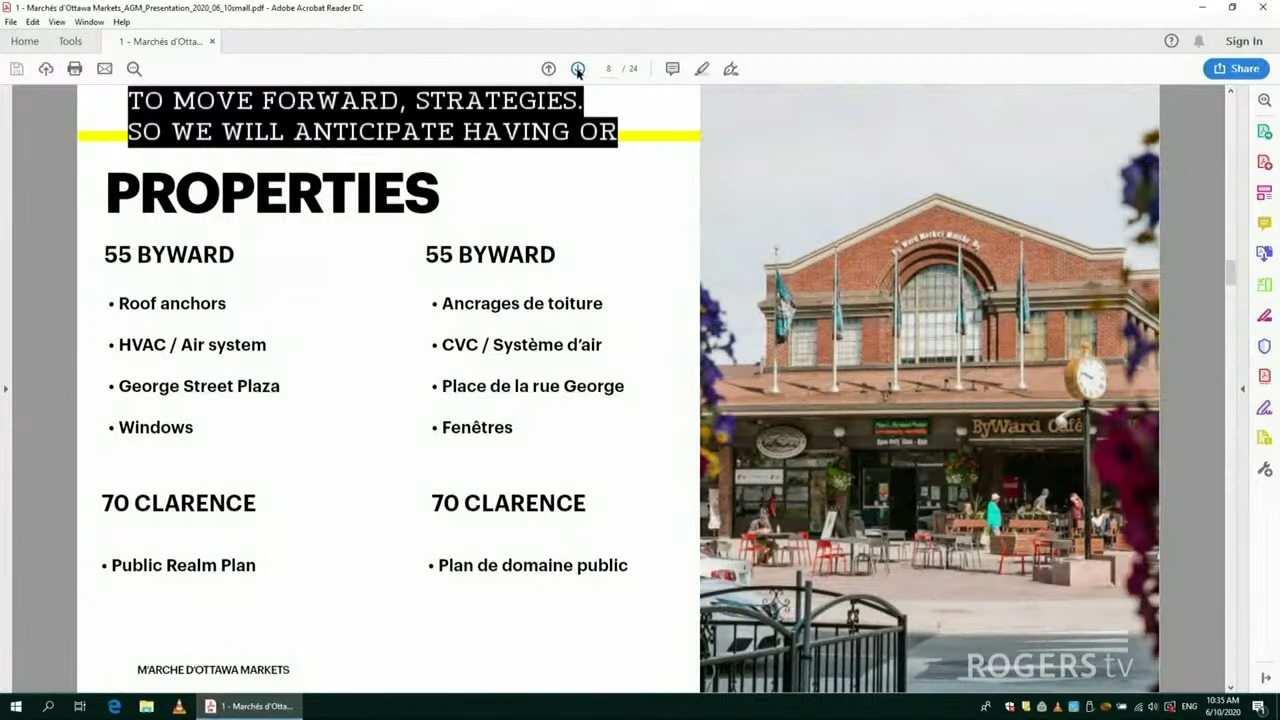 1 - Marchés d'Ottawa Markets_AGM_Presentation_2020_06_10small.pdf - Adobe Acrobat Reader DC
File Edit View Window Help
Home Tools 1 - Marchés d'Otta... × Sign In
8 / 24 Share
TO MOVE FORWARD, STRATEGIES.
SO WE WILL ANTICIPATE HAVING OR
PROPERTIES
55 BYWARD
• Roof anchors
• HVAC / Air system
• George Street Plaza
• Windows
70 CLARENCE
• Public Realm Plan
55 BYWARD
• Ancrages de toiture
• CVC / Système d'air
• Place de la rue George
• Fenêtres
70 CLARENCE
• Plan de domaine public
M'ARCHE D'OTTAWA MARKETS
ByWard Café
ROGERS tv
1 - Marchés d'Otta...
ENG
10:35 AM
6/10/2020